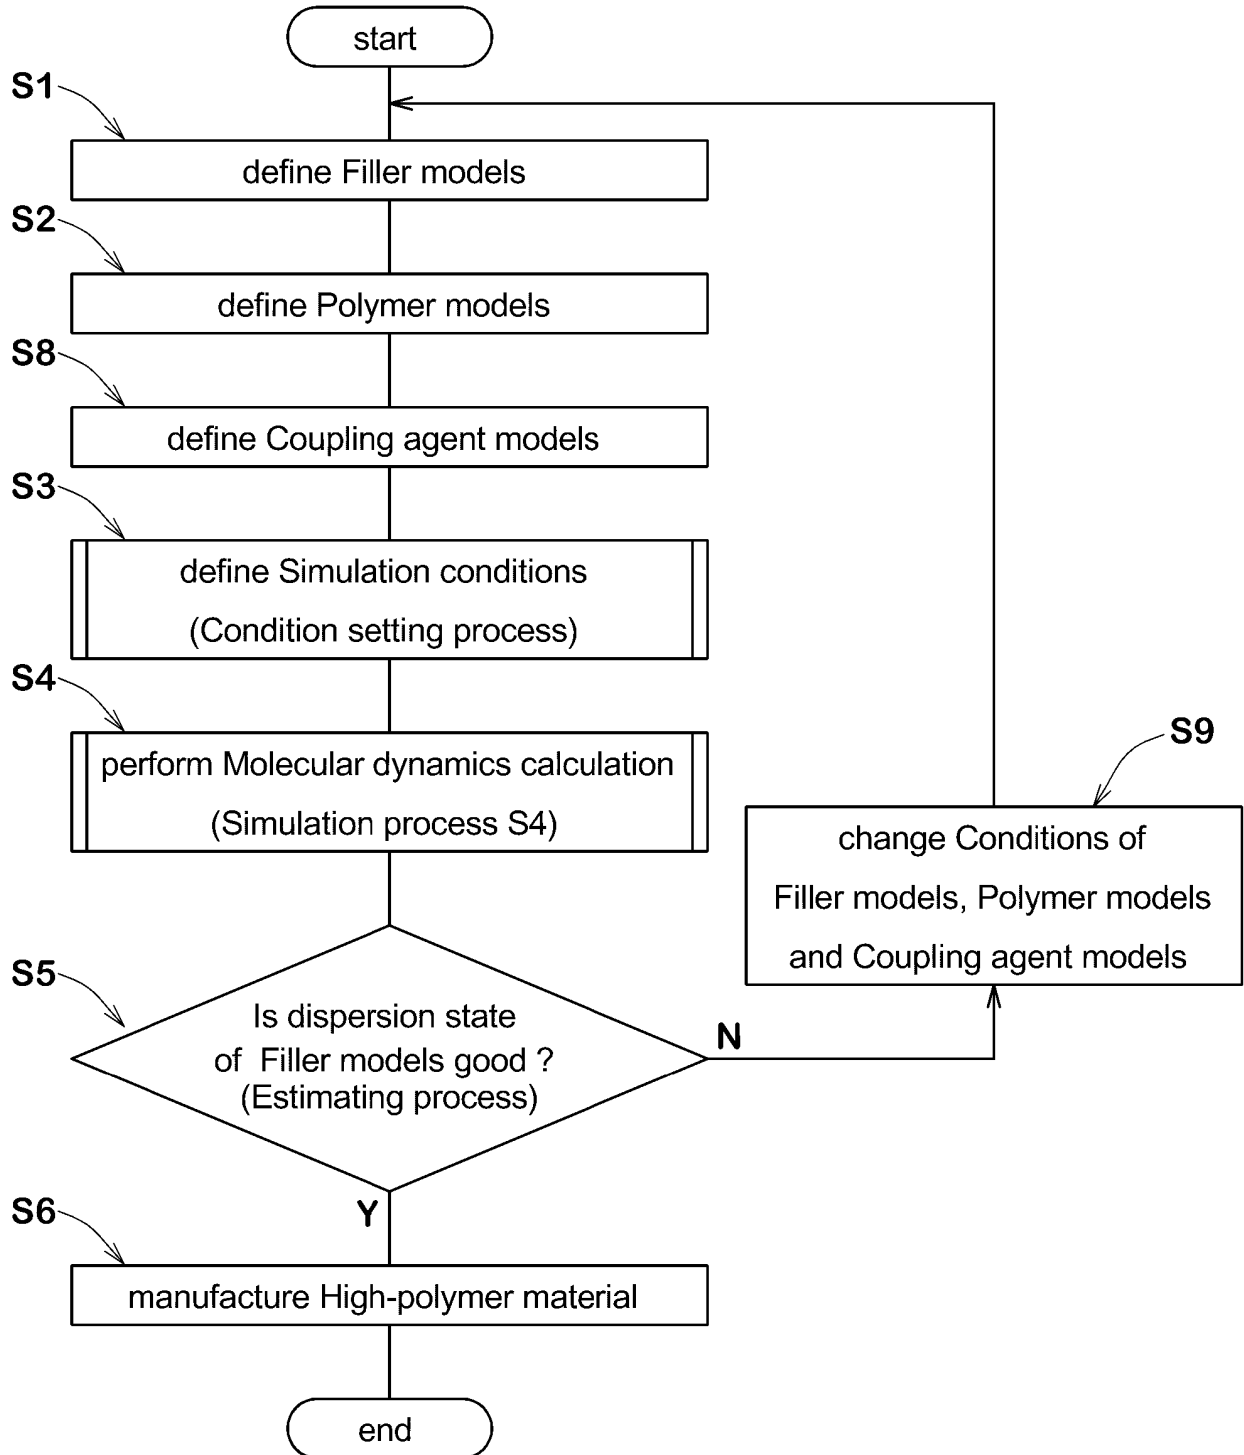 start
S1
define Filler models
S2
define Polymer models
S8
define Coupling agent models
S3
define Simulation conditions
(Condition setting process)
S4
perform Molecular dynamics calculation
(Simulation process S4)
S9
change Conditions of
Filler models, Polymer models
and Coupling agent models
S5
Is dispersion state
of Filler models good ?
(Estimating process)
N
Y
S6
manufacture High-polymer material
end